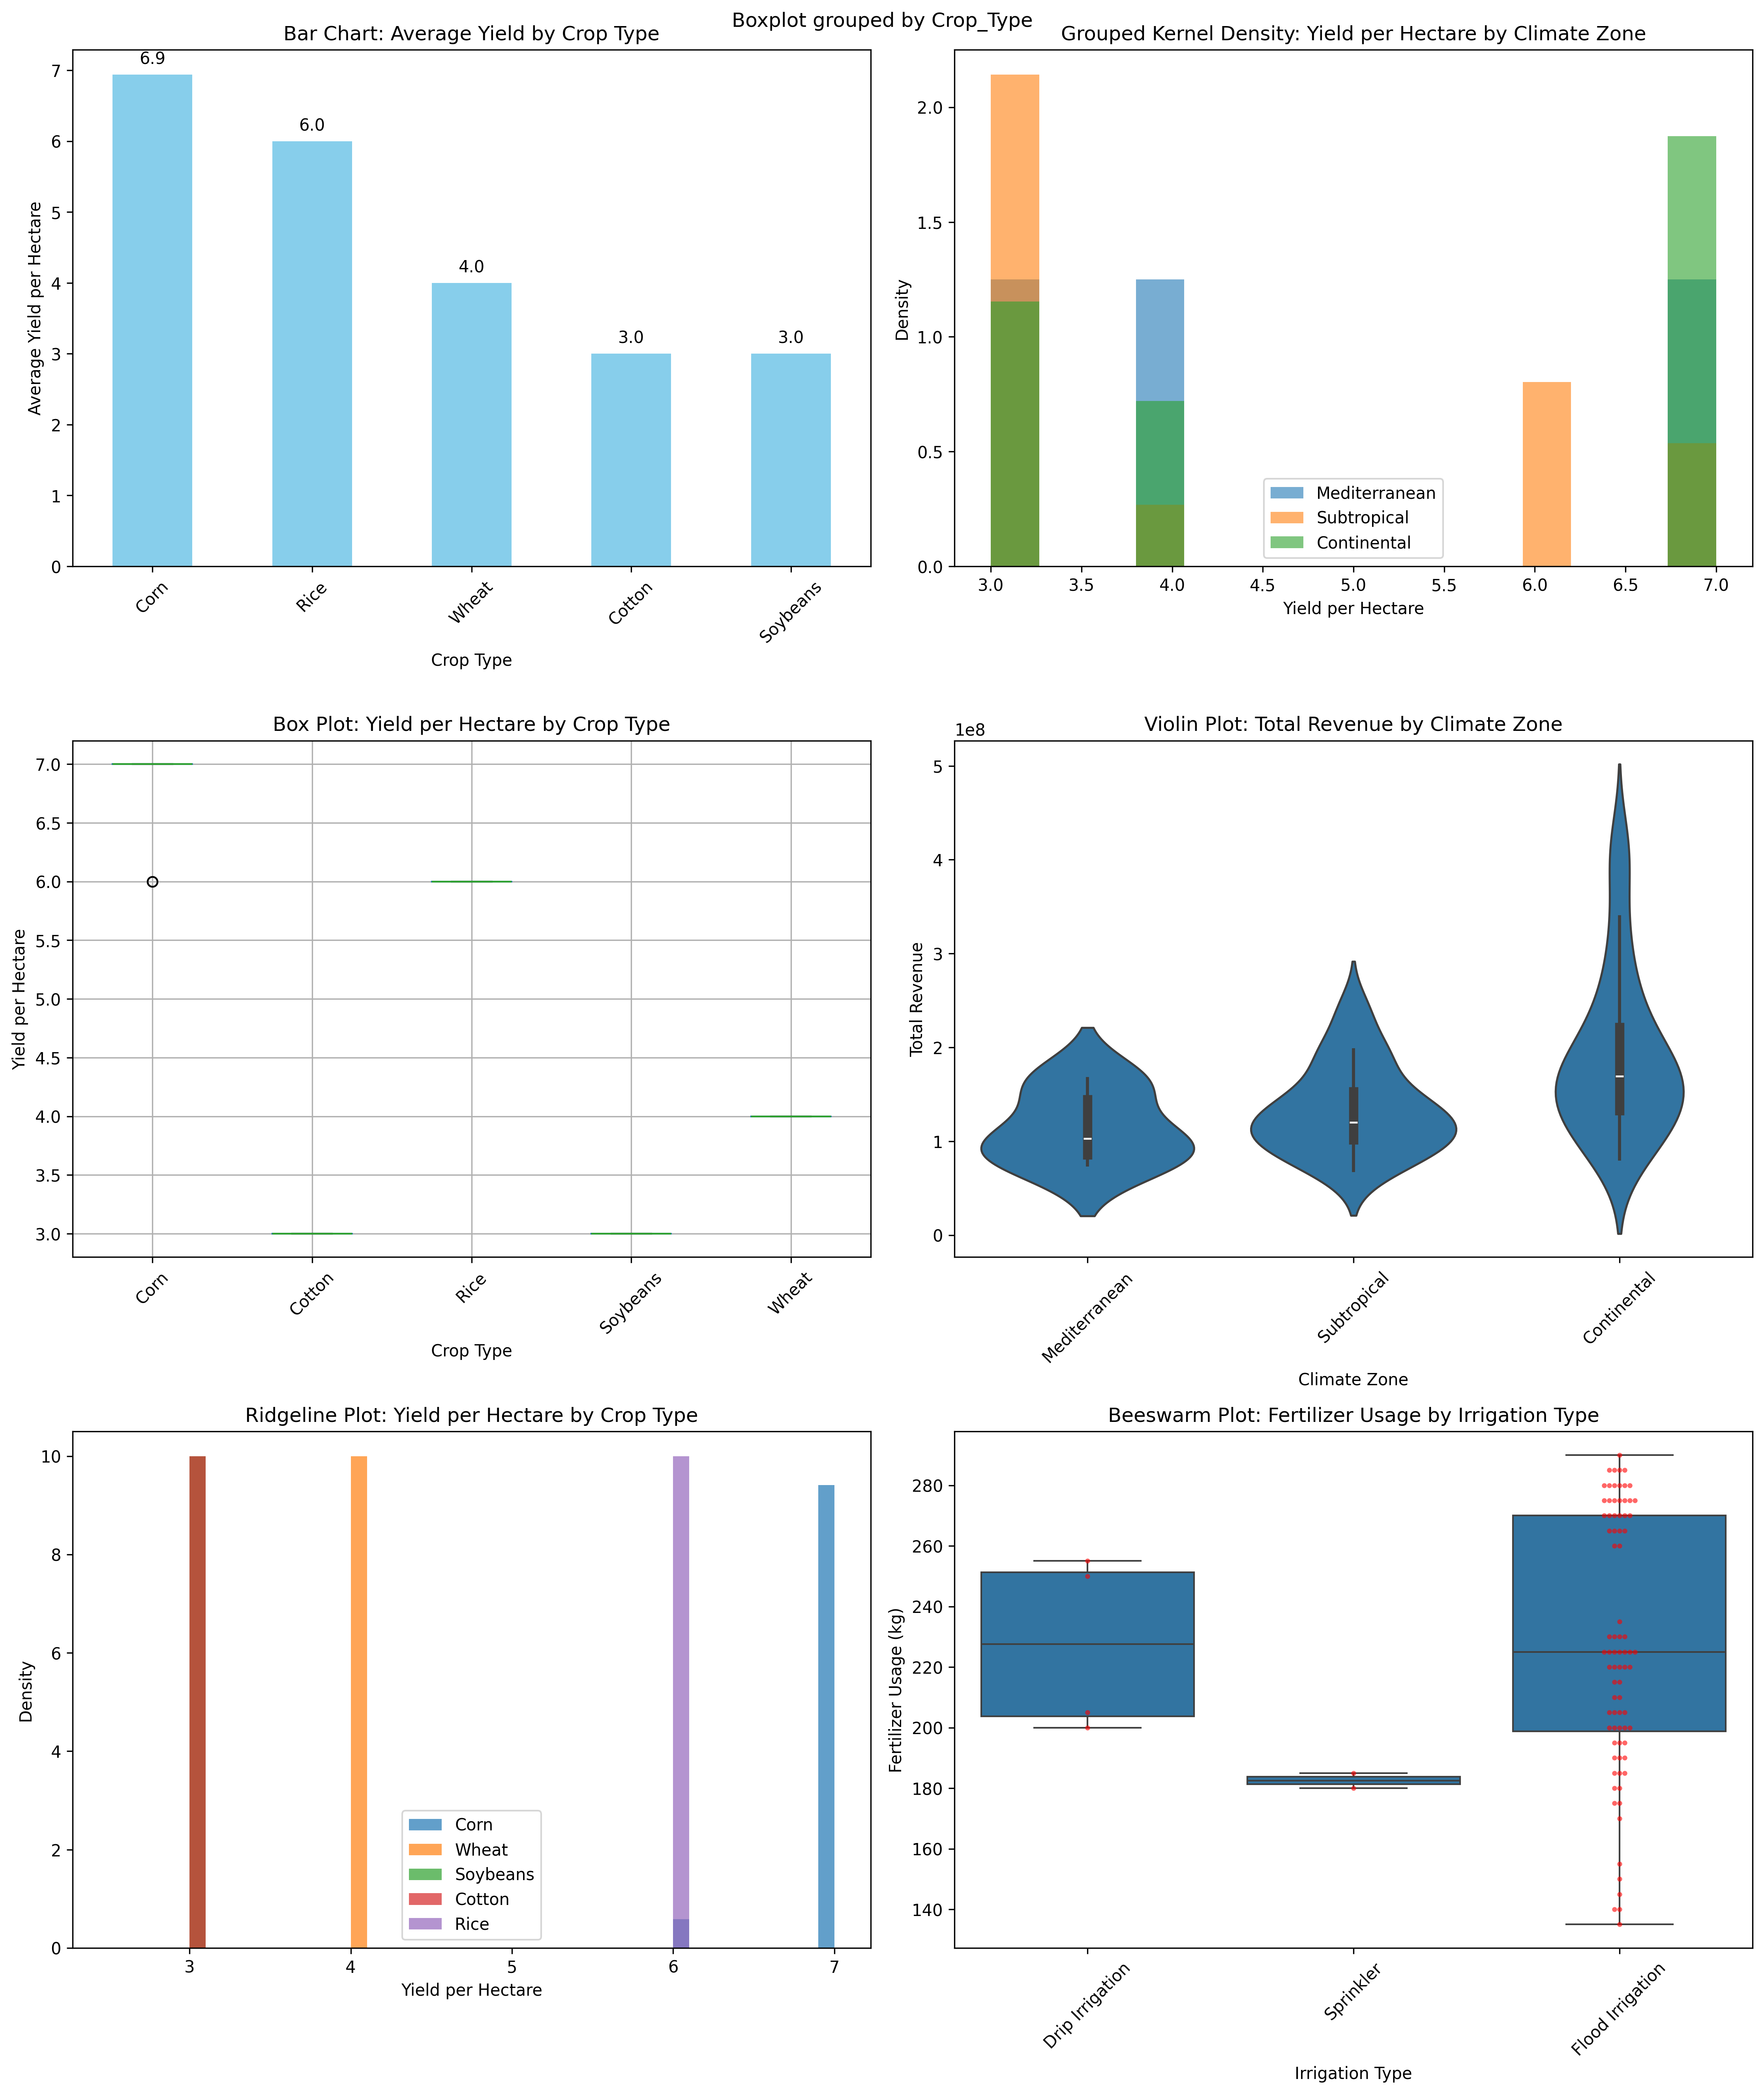 Boxplot grouped by Crop_Type
Bar Chart: Average Yield by Crop Type
Average Yield per Hectare
7
6
5
4
3
2
1
0
6.9
6.0
4.0
3.0
3.0
Corn
Rice
Wheat
Cotton
Soybeans
Crop Type
Grouped Kernel Density: Yield per Hectare by Climate Zone
Density
2.0
1.5
1.0
0.5
0.0
Mediterranean
Subtropical
Continental
3.0
3.5
4.0
4.5
5.0
5.5
6.0
6.5
7.0
Yield per Hectare
Box Plot: Yield per Hectare by Crop Type
Yield per Hectare
7.0
6.5
6.0
5.5
5.0
4.5
4.0
3.5
3.0
Corn
Cotton
Rice
Soybeans
Wheat
Crop Type
Violin Plot: Total Revenue by Climate Zone
1e8
Total Revenue
5
4
3
2
1
0
Mediterranean
Subtropical
Continental
Climate Zone
Ridgeline Plot: Yield per Hectare by Crop Type
Density
10
8
6
4
2
0
Corn
Wheat
Soybeans
Cotton
Rice
3
4
5
6
7
Yield per Hectare
Beeswarm Plot: Fertilizer Usage by Irrigation Type
Fertilizer Usage (kg)
280
260
240
220
200
180
160
140
Drip Irrigation
Sprinkler
Flood Irrigation
Irrigation Type